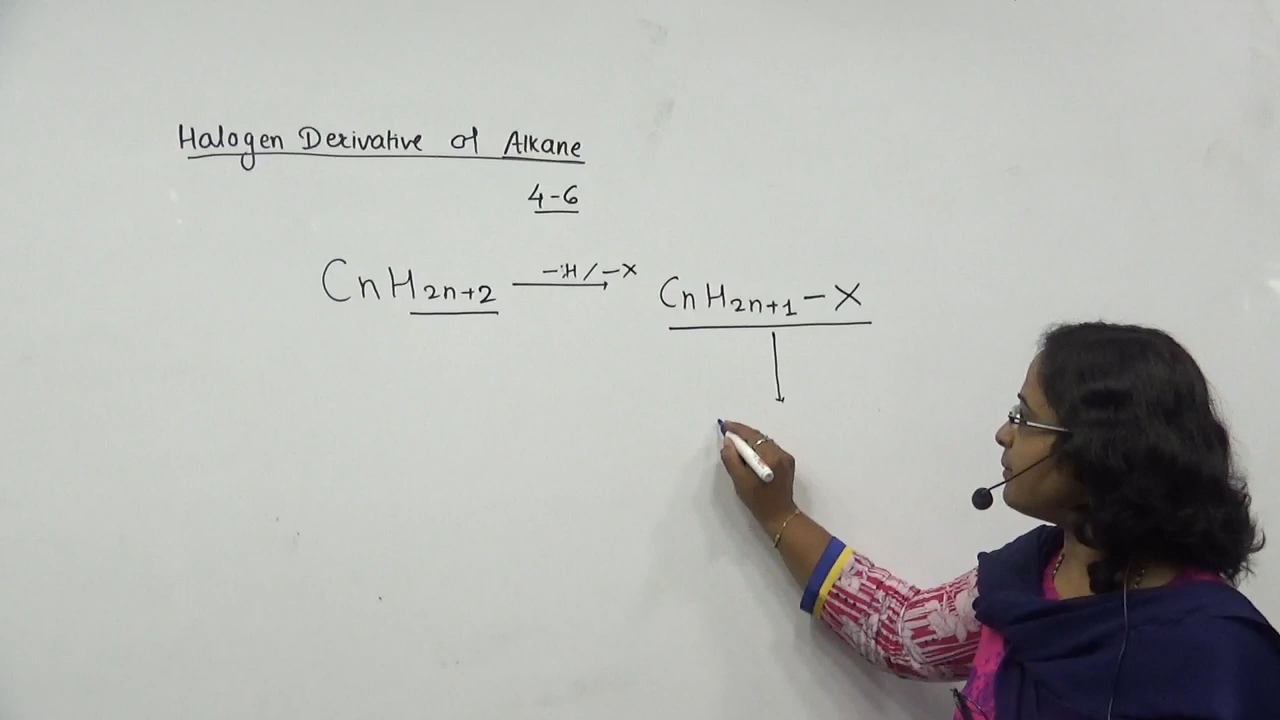 Halogen Derivative of Alkane
4-6
CnH2n+2 —H/—X CnH2n+1—X